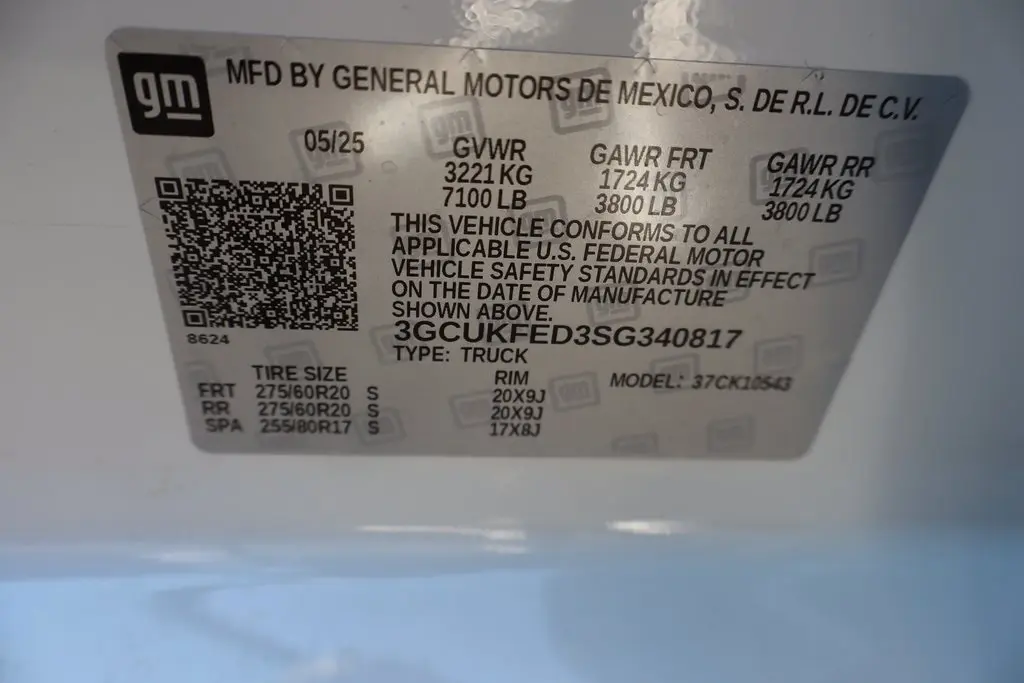 gm
MFD BY GENERAL MOTORS DE MEXICO, S. DE R.L. DE C.V.
05/25
GVWR GAWR FRT GAWR RR
3221 KG 1724 KG 1724 KG
7100 LB 3800 LB 3800 LB
THIS VEHICLE CONFORMS TO ALL
APPLICABLE U.S. FEDERAL MOTOR
VEHICLE SAFETY STANDARDS IN EFFECT
ON THE DATE OF MANUFACTURE
SHOWN ABOVE.
3GCUKFED3SG340817
8624
TYPE: TRUCK
TIRE SIZE RIM MODEL: 37CK10543
FRT 275/60R20 S 20X9J
RR 275/60R20 S 20X9J
SPA 255/80R17 S 17X8J